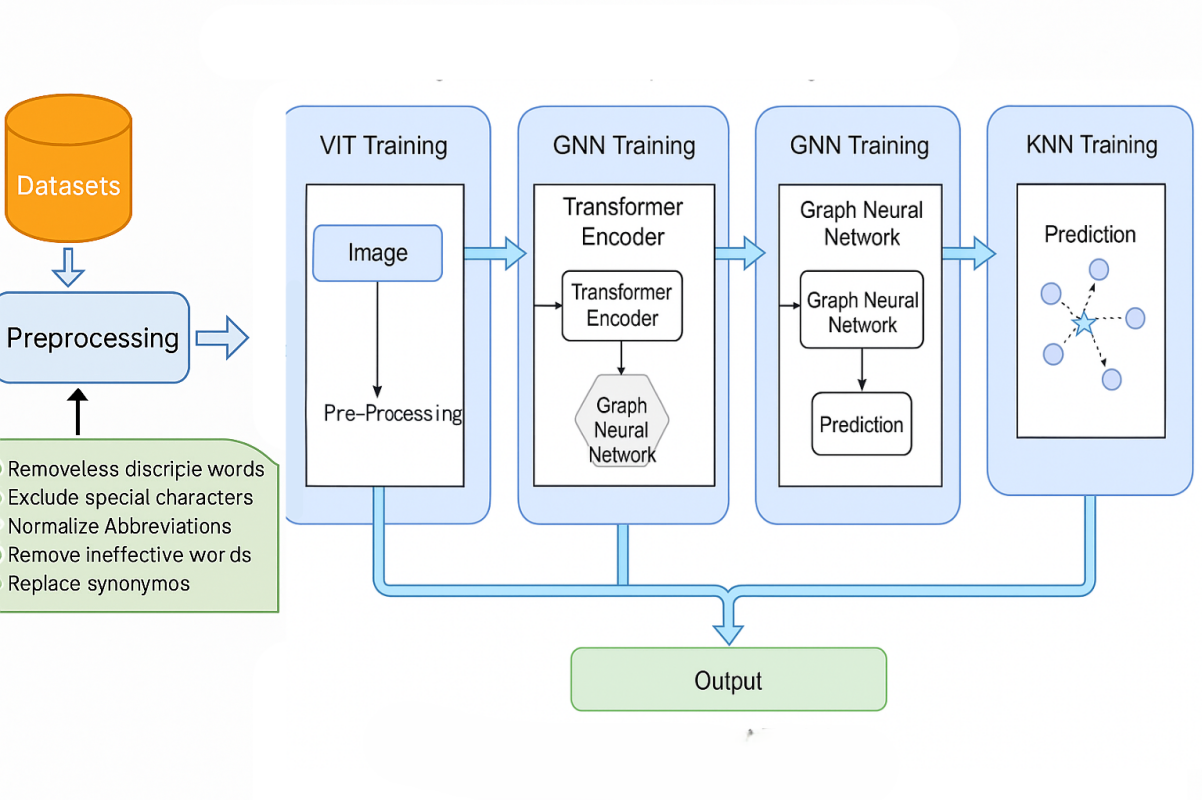 Datasets
Preprocessing
Removeless discripie words
Exclude special characters
Normalize Abbreviations
Remove ineffective wor ds
Replace synonymos
VIT Training
Image
Pre-Processing
GNN Training
Transformer
Encoder
Transformer
Encoder
Graph
Neural
Network
GNN Training
Graph Neural
Network
Graph Neural
Network
Prediction
KNN Training
Prediction
Output